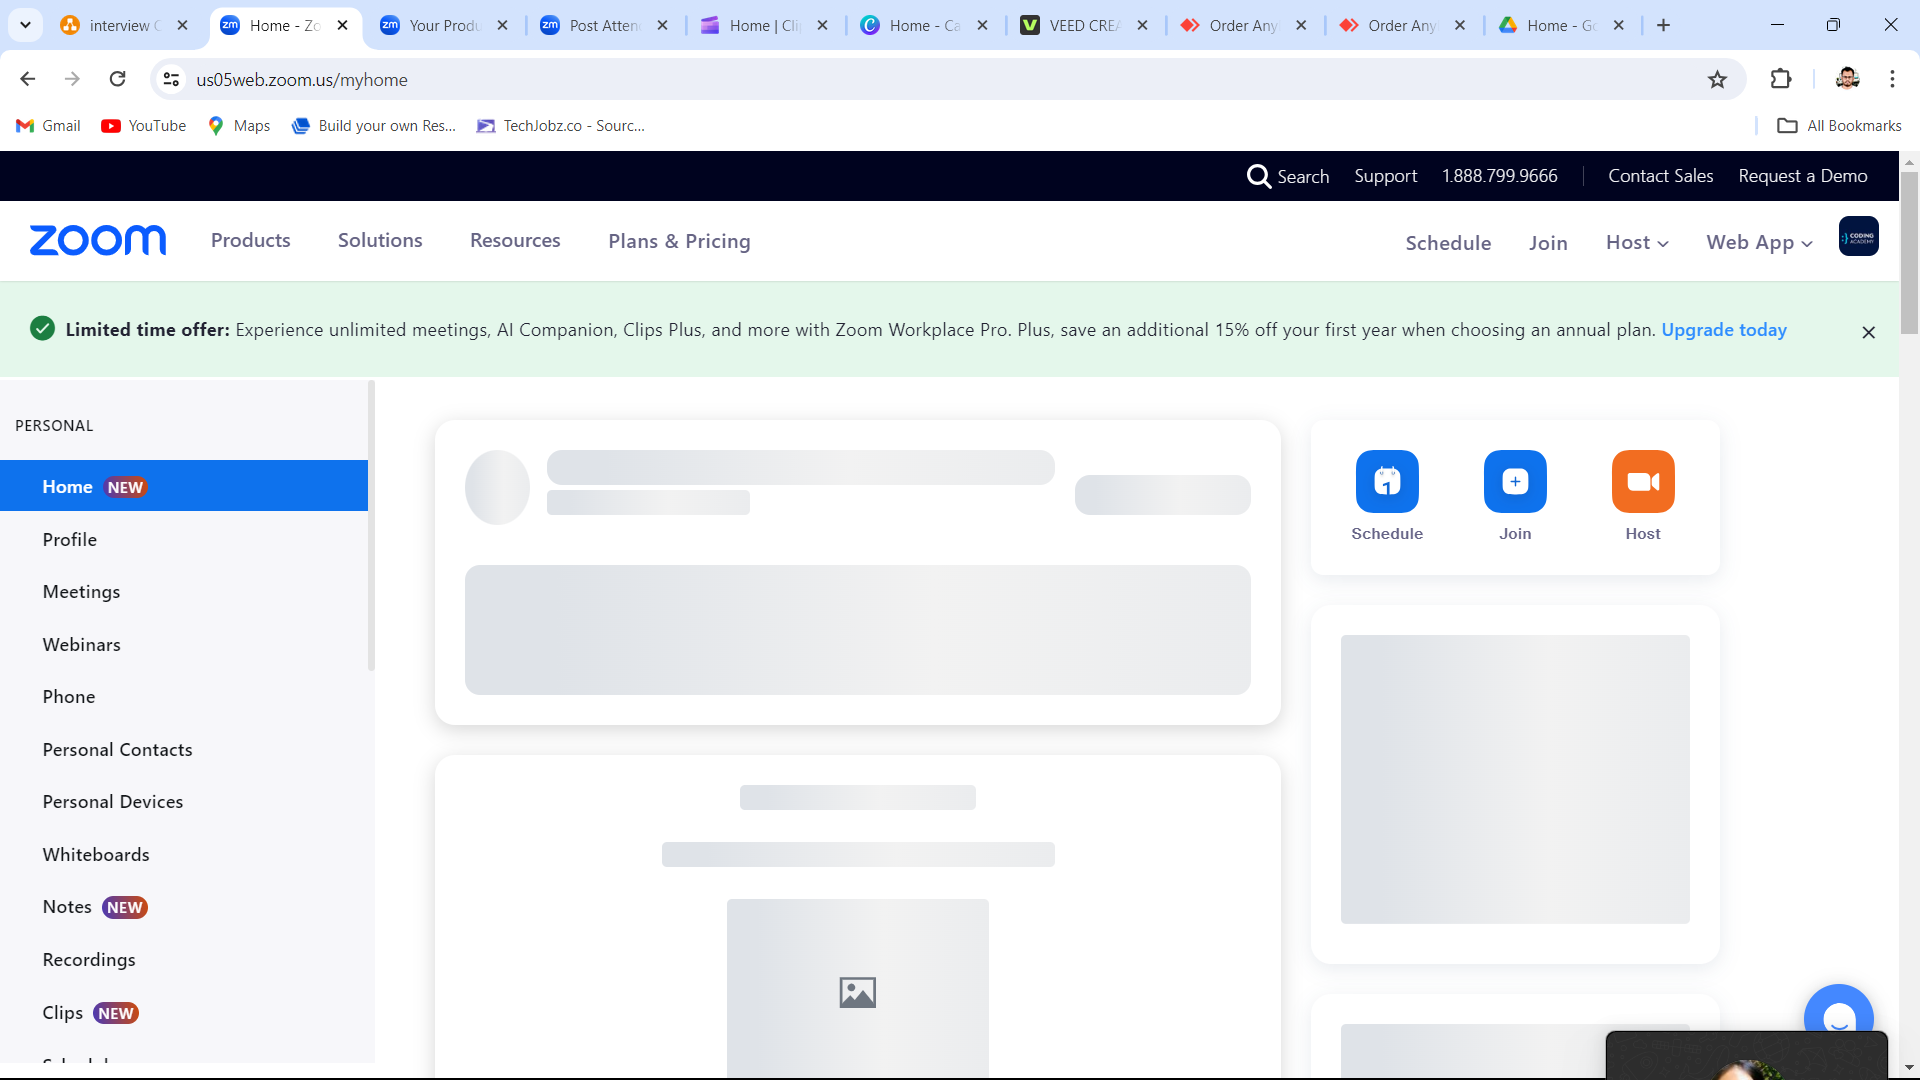 interview C
Home - Zo
Your Produ
Post Atten
Home | Cli
Home - Ca
VEED CREA
Order Any
Order Any
Home - Go
us05web.zoom.us/myhome
Gmail
YouTube
Maps
Build your own Res...
TechJobz.co - Sourc...
All Bookmarks
Search
Support
1.888.799.9666
Contact Sales
Request a Demo
zoom
Products
Solutions
Resources
Plans & Pricing
Schedule
Join
Host
Web App
CODING
ACADEMY
Limited time offer: Experience unlimited meetings, AI Companion, Clips Plus, and more with Zoom Workplace Pro. Plus, save an additional 15% off your first year when choosing an annual plan. Upgrade today
PERSONAL
Home NEW
Profile
Meetings
Webinars
Phone
Personal Contacts
Personal Devices
Whiteboards
Notes NEW
Recordings
Clips NEW
1
Schedule
Join
Host